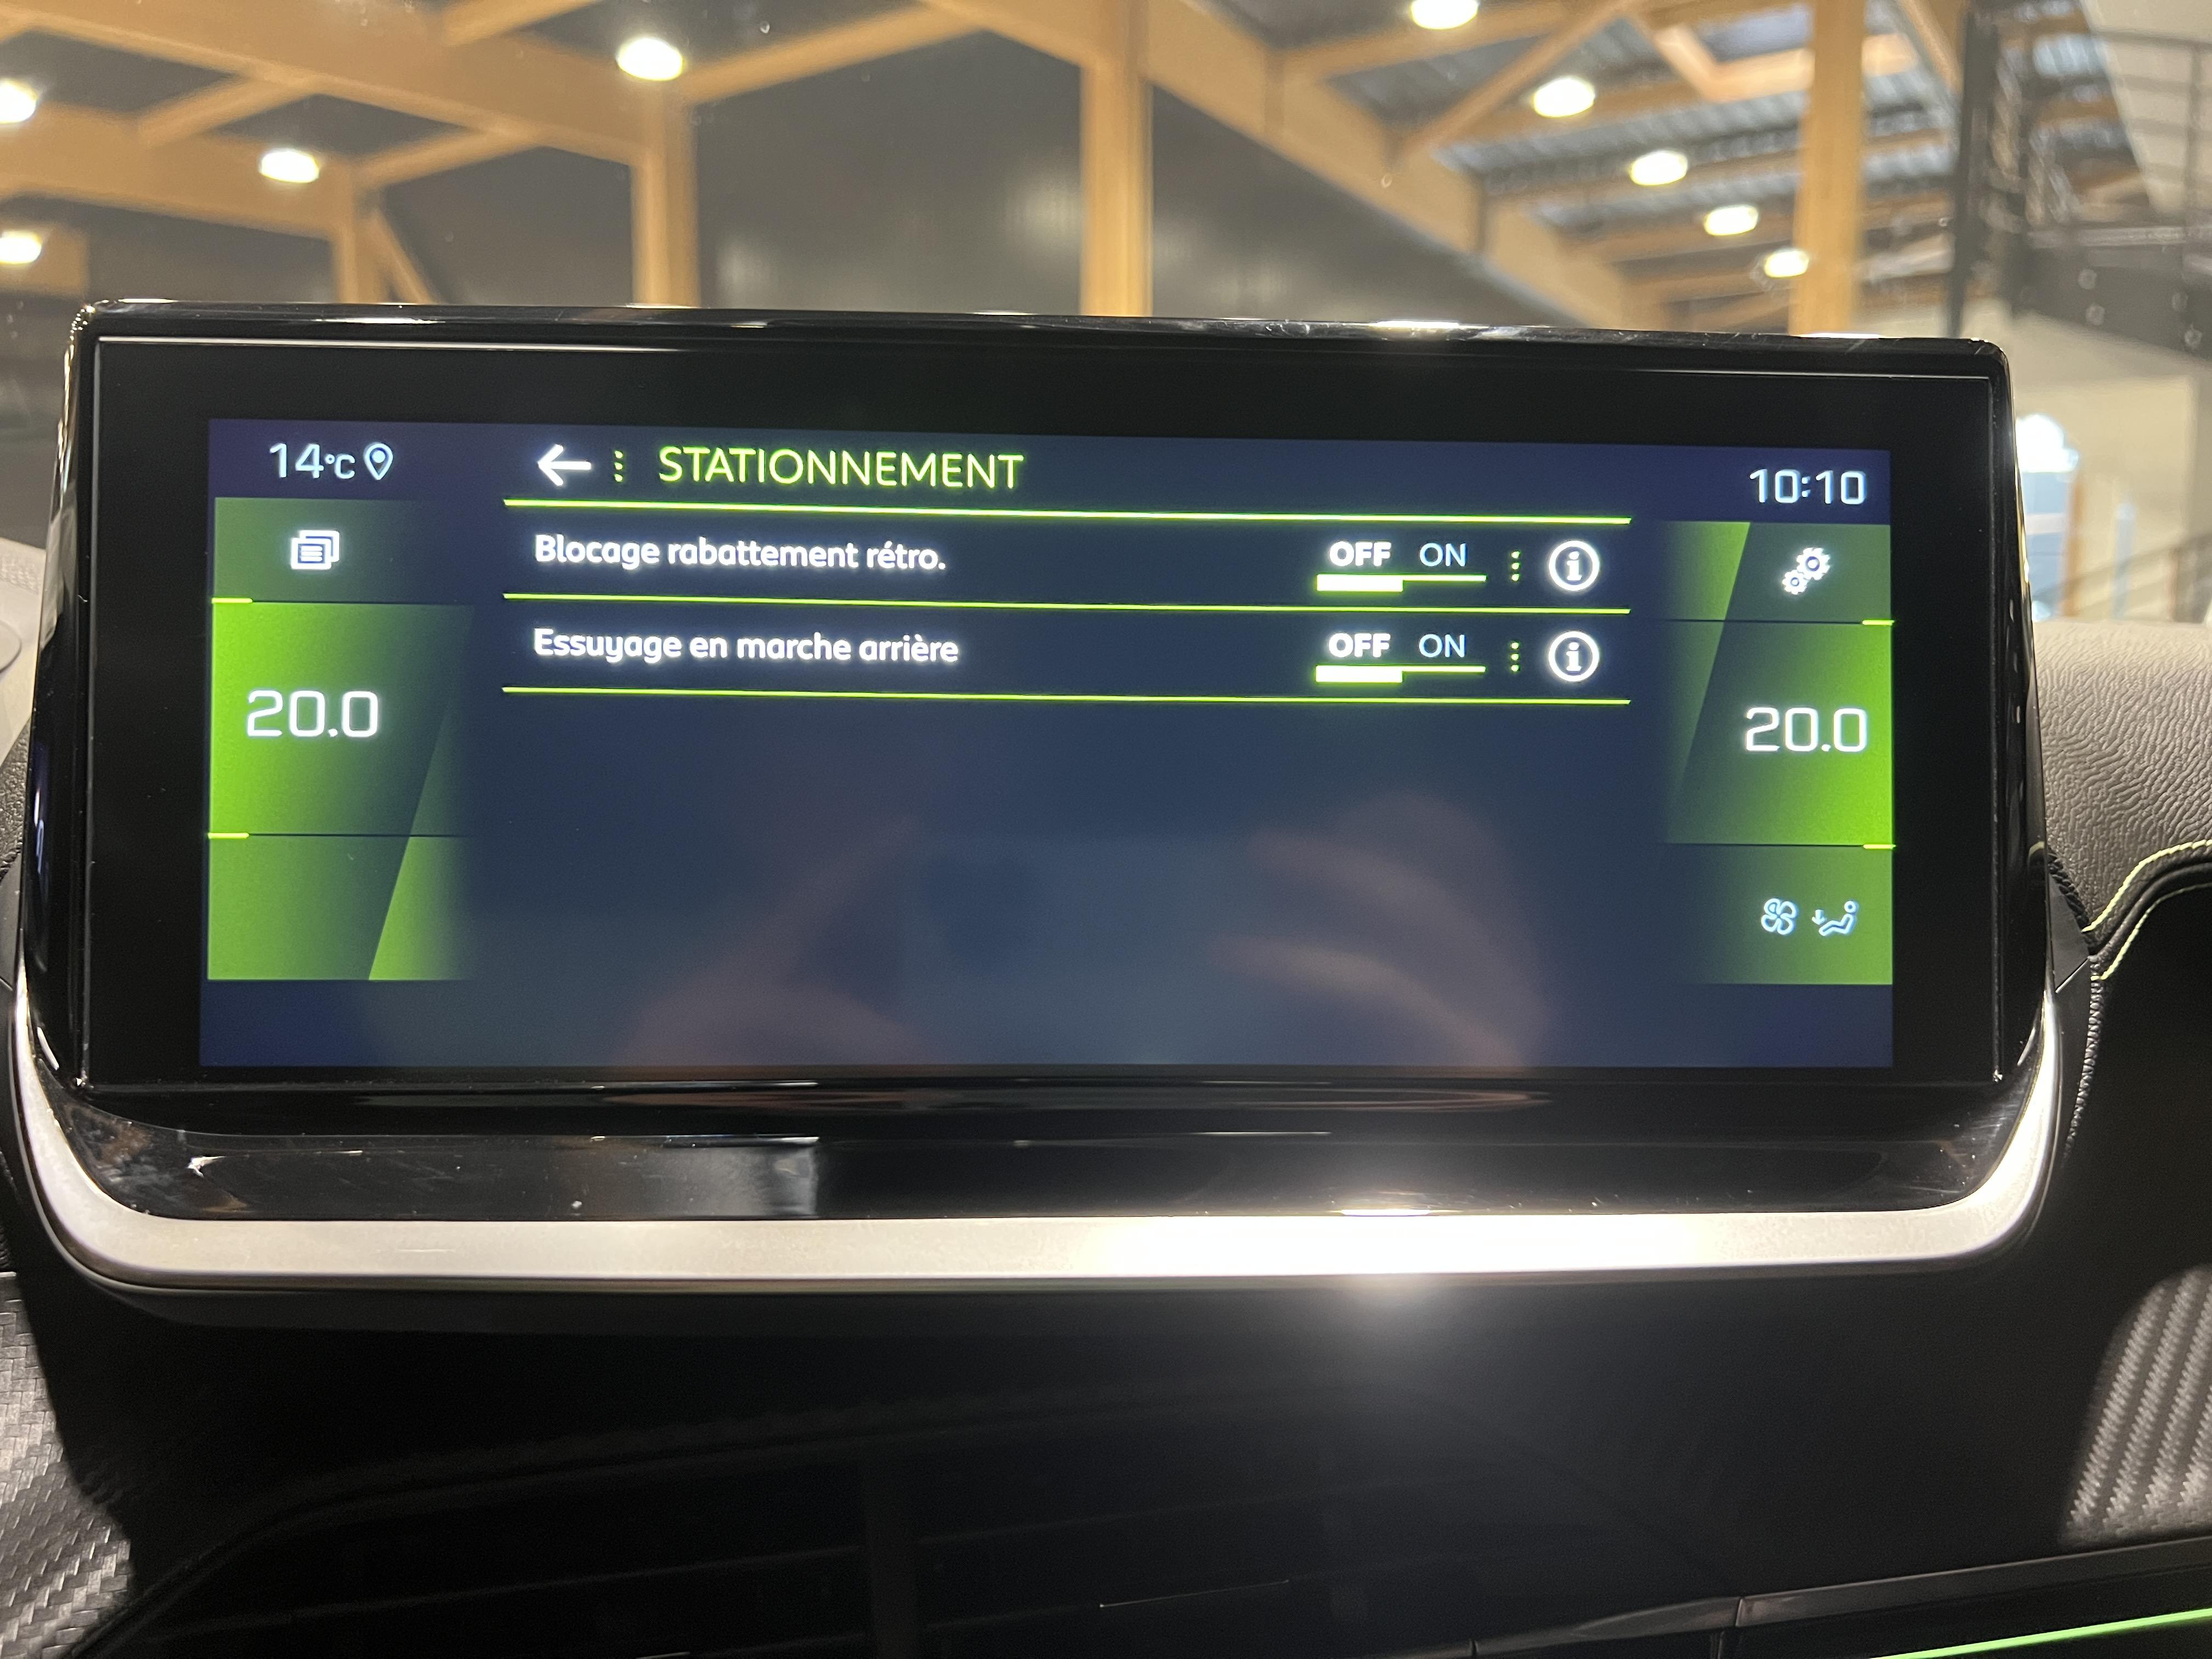 14°C
STATIONNEMENT
10:10
Blocage rabattement rétro. OFF ON
Essuyage en marche arrière OFF ON
20.0
20.0